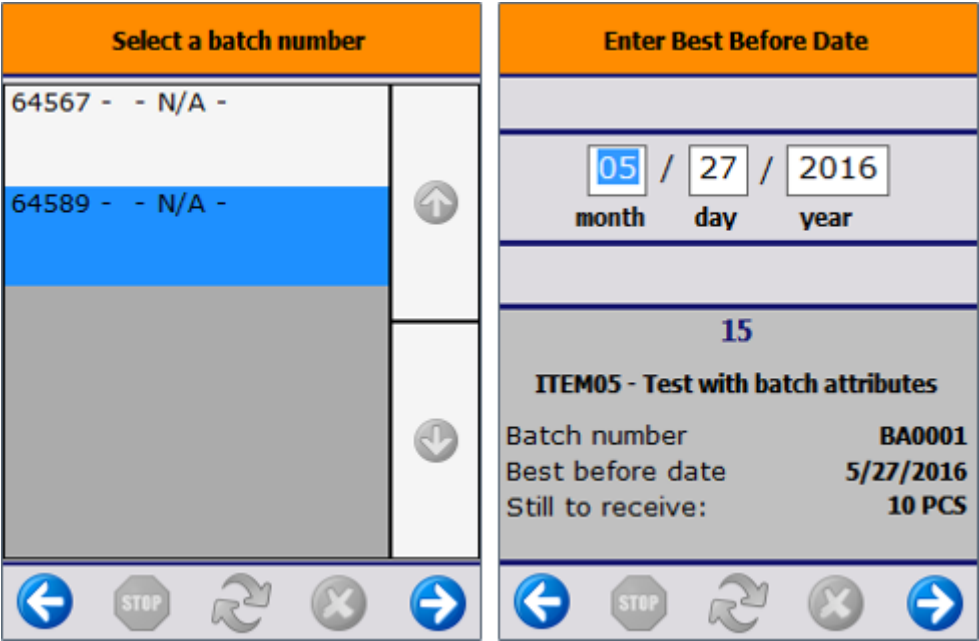 Select a batch number
64567 -  - N/A -
64589 -  - N/A -
STOP
Enter Best Before Date
05 / 27 / 2016
month day year
15
ITEM05 - Test with batch attributes
Batch number BA0001
Best before date 5/27/2016
Still to receive: 10 PCS
STOP